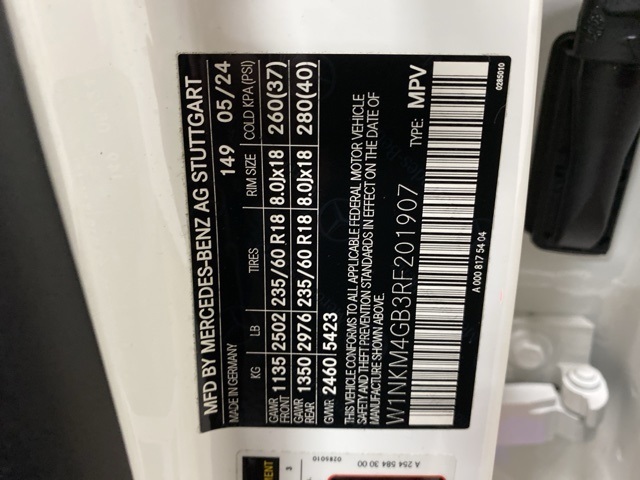 MFD BY MERCEDES-BENZ AG STUTTGART
MADE IN GERMANY 149 05/24
KG LB TIRES RIM SIZE COLD KPA(PSI)
GAWR FRONT 1135 2502 235/60 R18 8.0Jx18 260(37)
GAWR REAR 1350 2976 235/60 R18 8.0Jx18 280(40)
GVWR 2460 5423
THIS VEHICLE CONFORMS TO ALL APPLICABLE FEDERAL MOTOR VEHICLE
SAFETY AND THEFT PREVENTION STANDARDS IN EFFECT ON THE DATE OF
MANUFACTURE SHOWN ABOVE.
W1NKM4GB3RF201907 TYPE: MPV
A 000 817 54 04 0285010
A 254 584 30 00
0285010